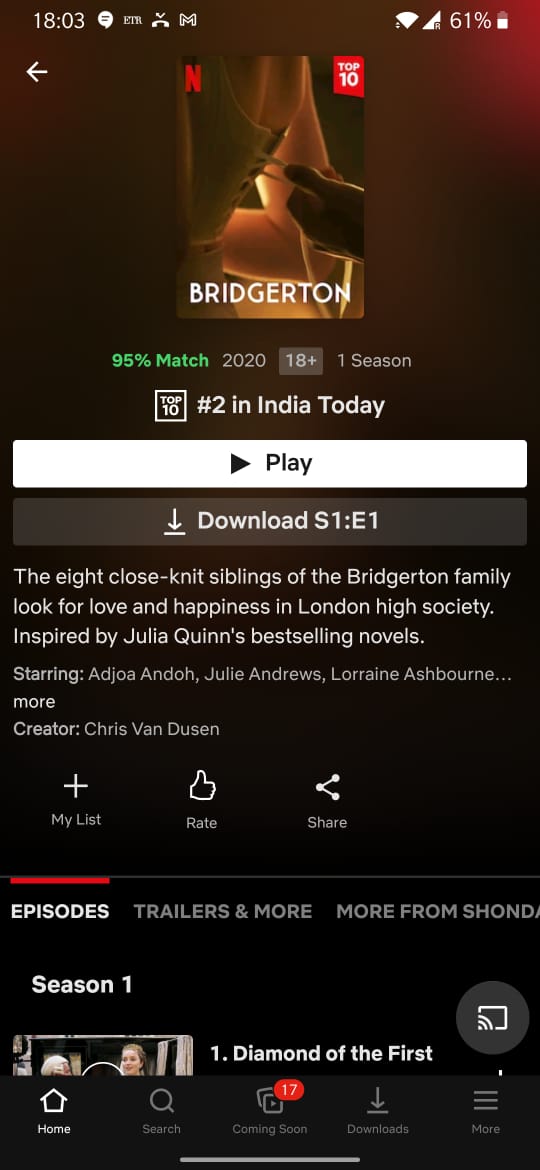 18:03 ETR 61%
N
TOP
10
BRIDGERTON
95% Match 2020 18+ 1 Season
TOP
10
#2 in India Today
Play
Download S1:E1
The eight close-knit siblings of the Bridgerton family
look for love and happiness in London high society.
Inspired by Julia Quinn's bestselling novels.
Starring: Adjoa Andoh, Julie Andrews, Lorraine Ashbourne...
more
Creator: Chris Van Dusen
My List Rate Share
EPISODES TRAILERS & MORE MORE FROM SHONDA
Season 1
1. Diamond of the First
17
Home Search Coming Soon Downloads More